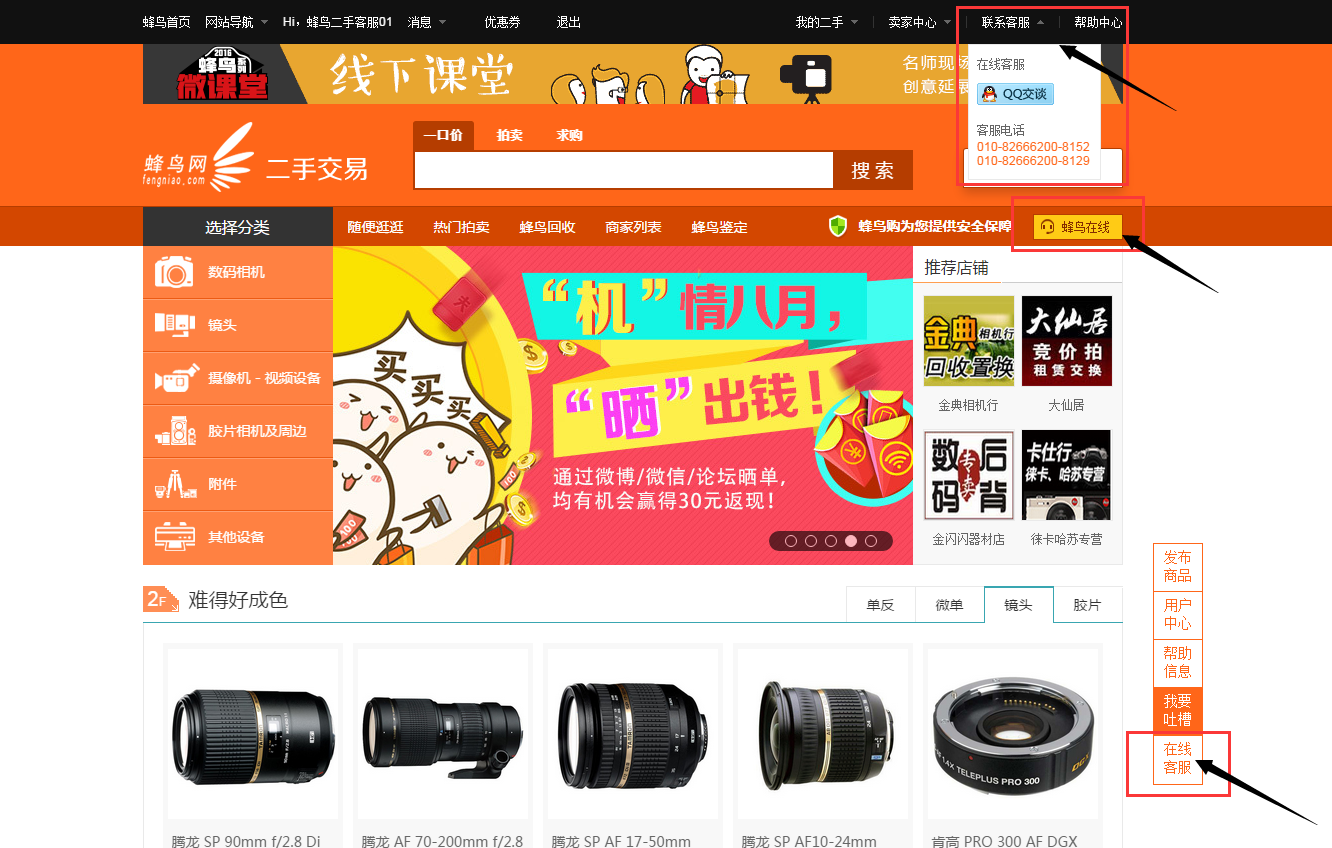 蜂鸟首页 网站导航 Hi，蜂鸟二手客服01 消息 优惠券 退出 我的二手 卖家中心 联系客服 帮助中心
2016
蜂鸟系列
微课堂
线下课堂
名师现场
创意延展
在线客服
QQ交谈
客服电话
010-82666200-8152
010-82666200-8129
蜂鸟网
fengniao.com
二手交易
一口价 拍卖 求购
搜索
选择分类 随便逛逛 热门拍卖 蜂鸟回收 商家列表 蜂鸟鉴定 蜂鸟购为您提供安全保障 蜂鸟在线
数码相机
镜头
摄像机 - 视频设备
胶片相机及周边
附件
其他设备
买买买买
100
100
“机”情八月，
“晒”出钱！
通过微博/微信/论坛晒单，
均有机会赢得30元返现！
推荐店铺
金典相机行
回收置换
大仙居
竞价拍
租赁交换
金典相机行 大仙居
数码
专卖
后背
卡仕行
徕卡、哈苏专营
金闪闪器材店 徕卡哈苏专营
发布
商品
用户
中心
帮助
信息
我要
吐槽
在线
客服
2F 难得好成色 单反 微单 镜头 胶片
1.4X TELEPLUS PRO 300
腾龙 SP 90mm f/2.8 Di 腾龙 AF 70-200mm f/2.8 腾龙 SP AF 17-50mm 腾龙 SP AF10-24mm 肯高 PRO 300 AF DGX